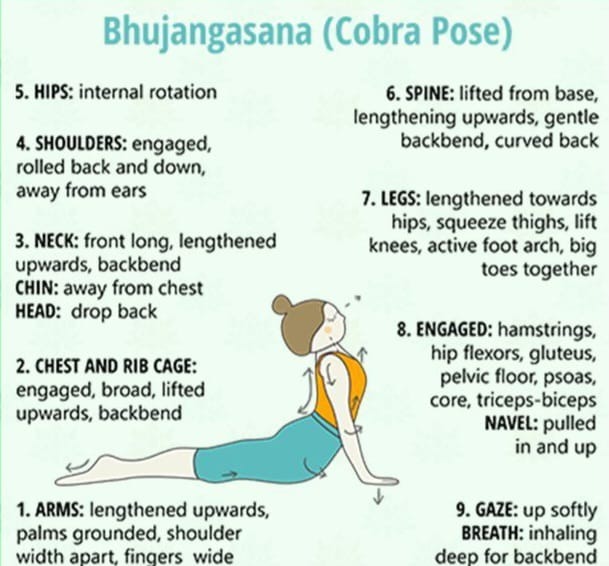 Bhujangasana (Cobra Pose)
5. HIPS: internal rotation
4. SHOULDERS: engaged,
rolled back and down,
away from ears
3. NECK: front long, lengthened
upwards, backbend
CHIN: away from chest
HEAD: drop back
2. CHEST AND RIB CAGE:
engaged, broad, lifted
upwards, backbend
1. ARMS: lengthened upwards,
palms grounded, shoulder
width apart, fingers wide
6. SPINE: lifted from base,
lengthening upwards, gentle
backbend, curved back
7. LEGS: lengthened towards
hips, squeeze thighs, lift
knees, active foot arch, big
toes together
8. ENGAGED: hamstrings,
hip flexors, gluteus,
pelvic floor, psoas,
core, triceps-biceps
NAVEL: pulled
in and up
9. GAZE: up softly
BREATH: inhaling
deep for backbend